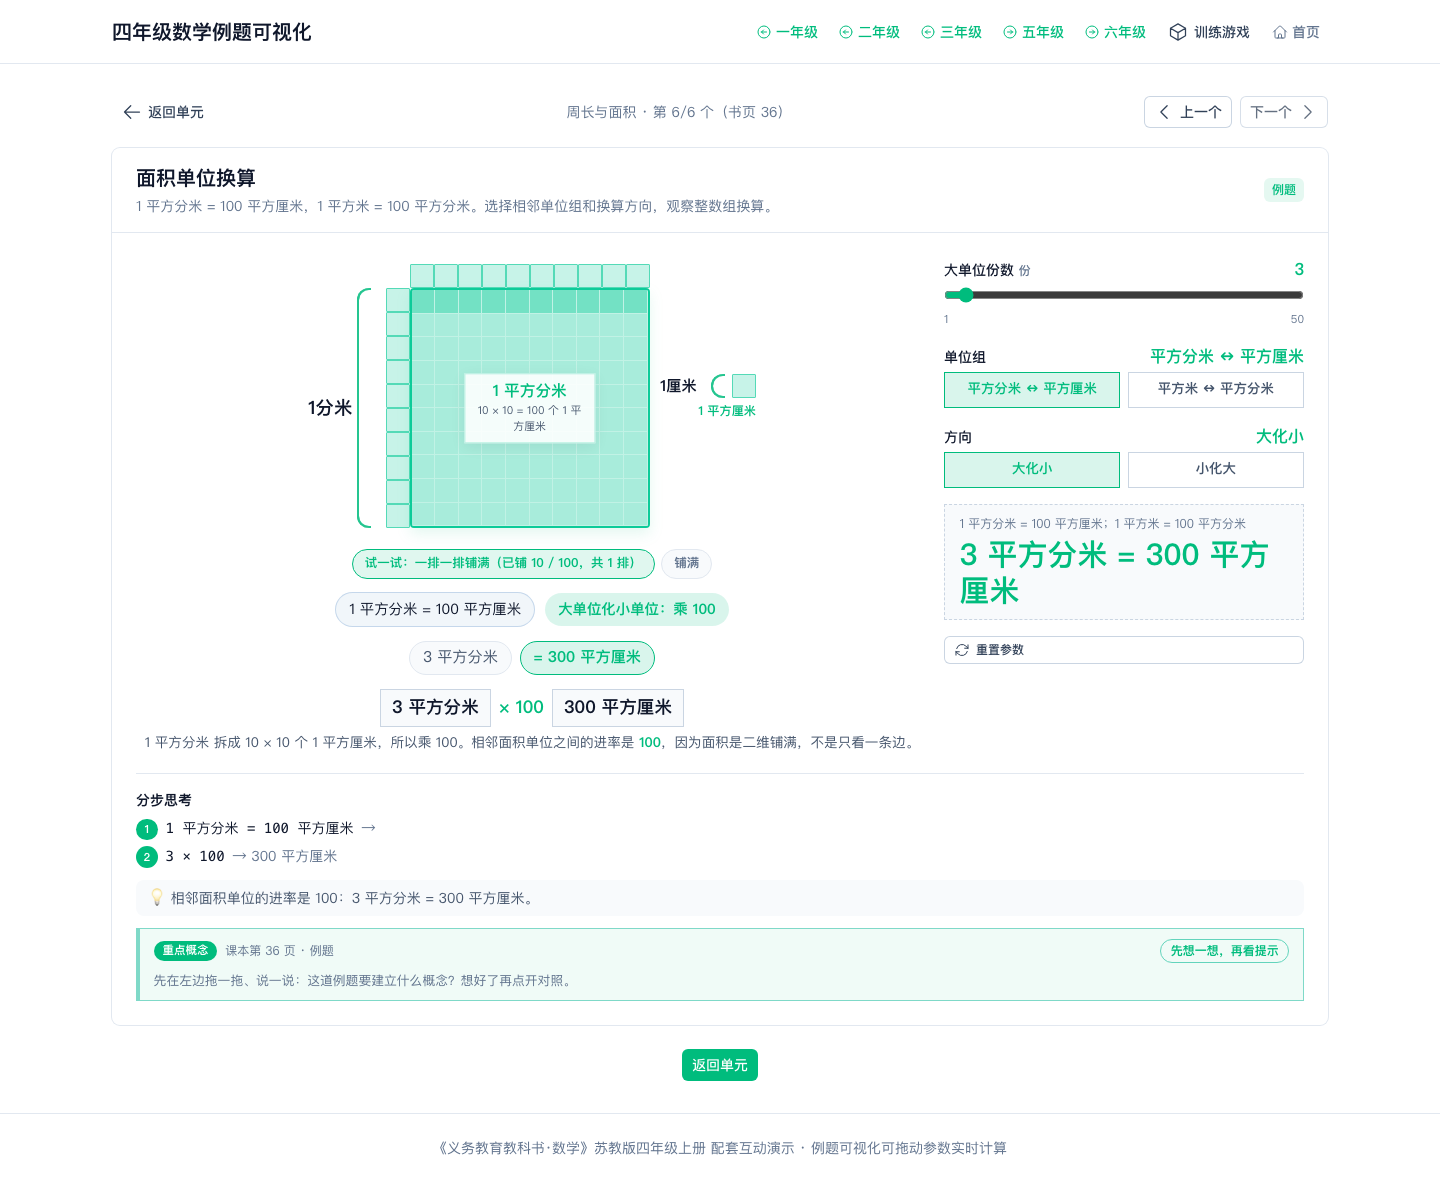 四年级数学例题可视化
一年级 二年级 三年级 五年级 六年级 训练游戏 首页
返回单元
周长与面积 · 第 6/6 个（书页 36）
上一个 下一个
面积单位换算
1 平方分米 = 100 平方厘米，1 平方米 = 100 平方分米。选择相邻单位组和换算方向，观察整数组换算。
例题
1分米
1 平方分米
10 × 10 = 100 个 1 平
方厘米
1厘米
1 平方厘米
试一试：一排一排铺满（已铺 10 / 100，共 1 排） 铺满
1 平方分米 = 100 平方厘米 大单位化小单位：乘 100
3 平方分米 = 300 平方厘米
3 平方分米 × 100 300 平方厘米
1 平方分米 拆成 10 × 10 个 1 平方厘米，所以乘 100。相邻面积单位之间的进率是 100，因为面积是二维铺满，不是只看一条边。
大单位份数 份 3
1 50
单位组 平方分米 ↔ 平方厘米
平方分米 ↔ 平方厘米 平方米 ↔ 平方分米
方向 大化小
大化小 小化大
1 平方分米 = 100 平方厘米；1 平方米 = 100 平方分米
3 平方分米 = 300 平方
厘米
重置参数
分步思考
1 1 平方分米 = 100 平方厘米 →
2 3 × 100 → 300 平方厘米
💡 相邻面积单位的进率是 100：3 平方分米 = 300 平方厘米。
重点概念 课本第 36 页 · 例题
先想一想，再看提示
先在左边拖一拖、说一说：这道例题要建立什么概念？想好了再点开对照。
返回单元
《义务教育教科书·数学》苏教版四年级上册 配套互动演示 · 例题可视化可拖动参数实时计算